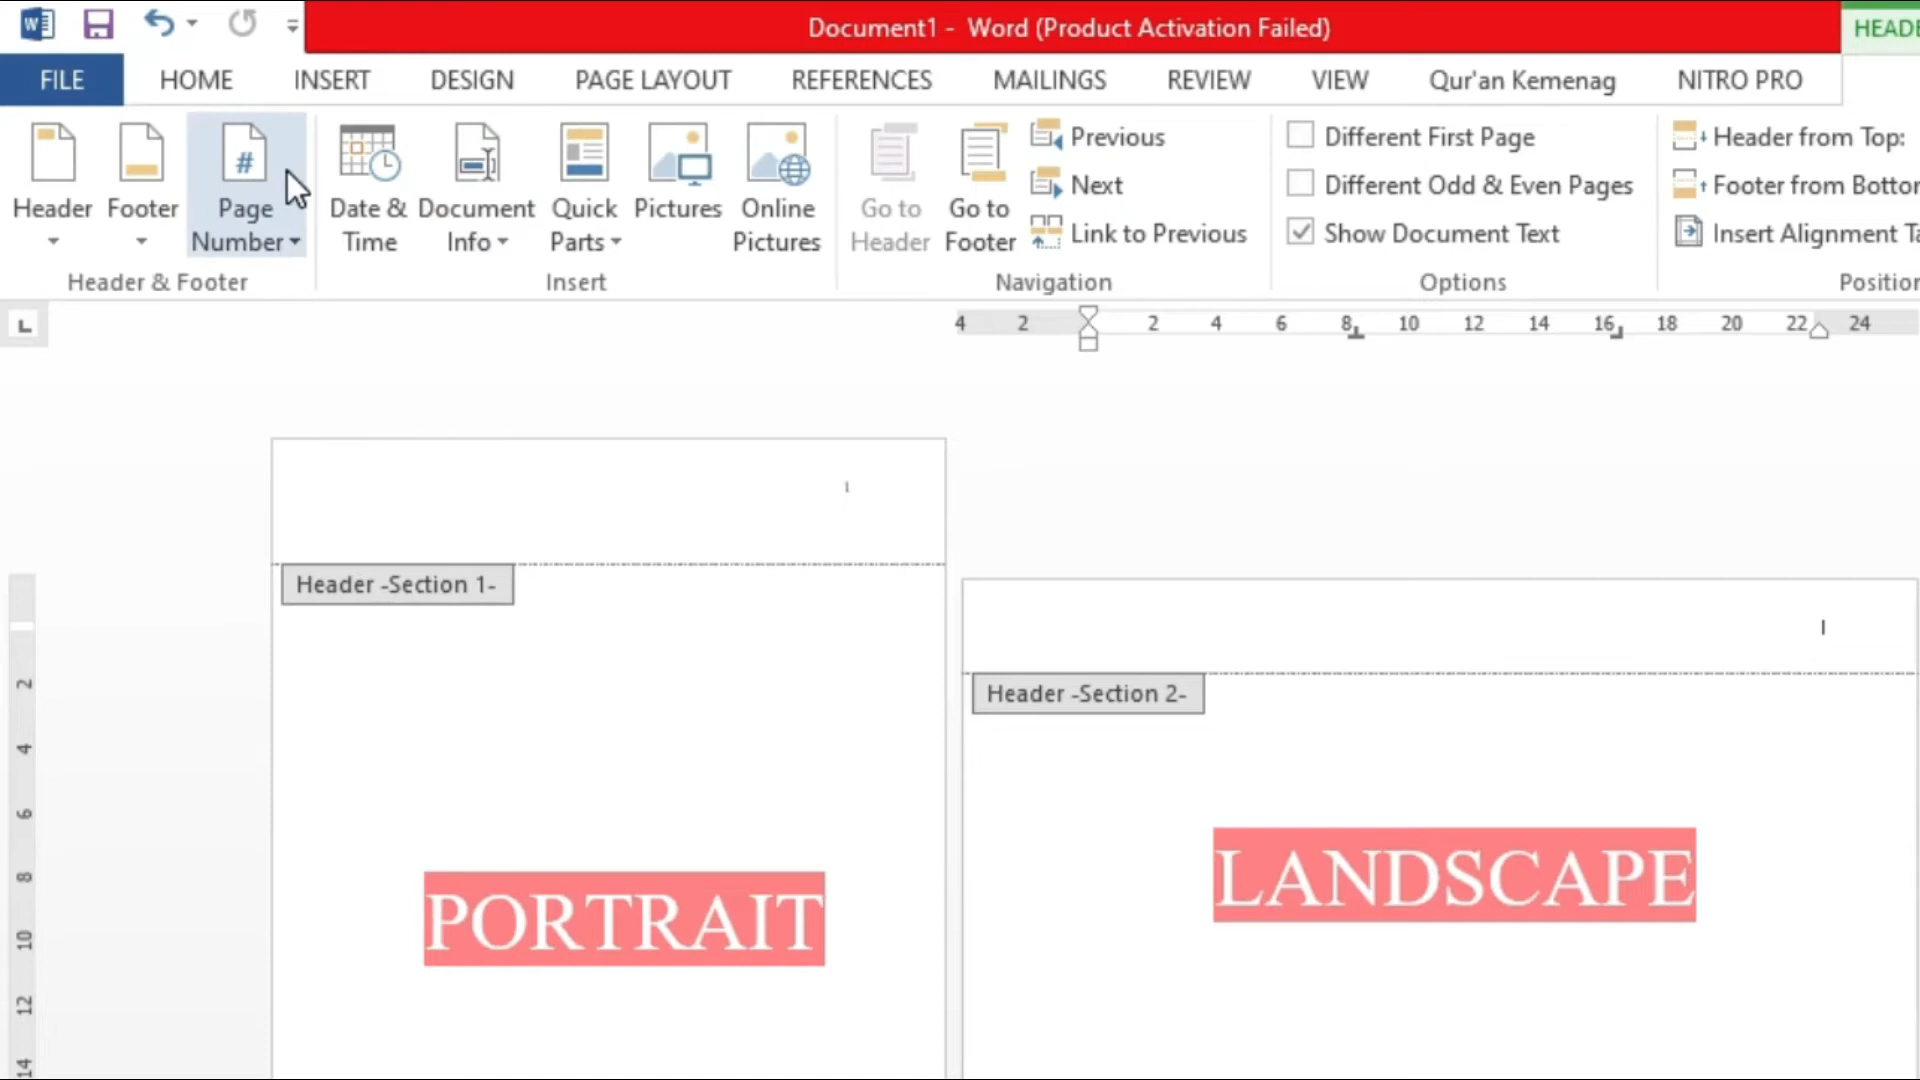 Document1 - Word (Product Activation Failed)
HEADE
FILE HOME INSERT DESIGN PAGE LAYOUT REFERENCES MAILINGS REVIEW VIEW Qur'an Kemenag NITRO PRO
Header
Footer
Page
Number
#
Header & Footer
Date &
Time
Document
Info
Quick
Parts
Pictures
Online
Pictures
Insert
Go to
Header
Go to
Footer
Previous
Next
Link to Previous
Navigation
Different First Page
Different Odd & Even Pages
Show Document Text
Options
Header from Top:
Footer from Bottor
Insert Alignment Ta
Position
4 2 2 4 6 8 10 12 14 16 18 20 22 24
1
Header -Section 1-
PORTRAIT
Header -Section 2-
LANDSCAPE
2
4
6
8
10
12
14